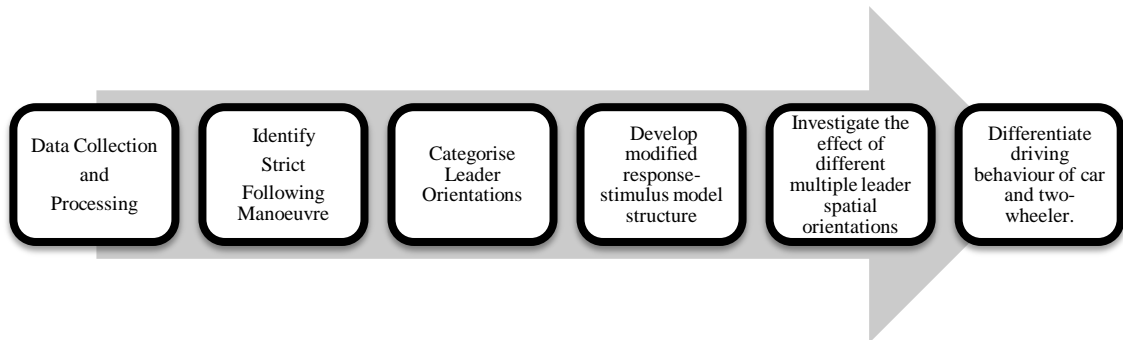 Data Collection
and
Processing
Identify
Strict
Following
Manoeuvre
Categorise
Leader
Orientations
Develop
modified
response-
stimulus model
structure
Investigate the
effect of
different
multiple leader
spatial
orientations
Differentiate
driving
behaviour of car
and two-
wheeler.